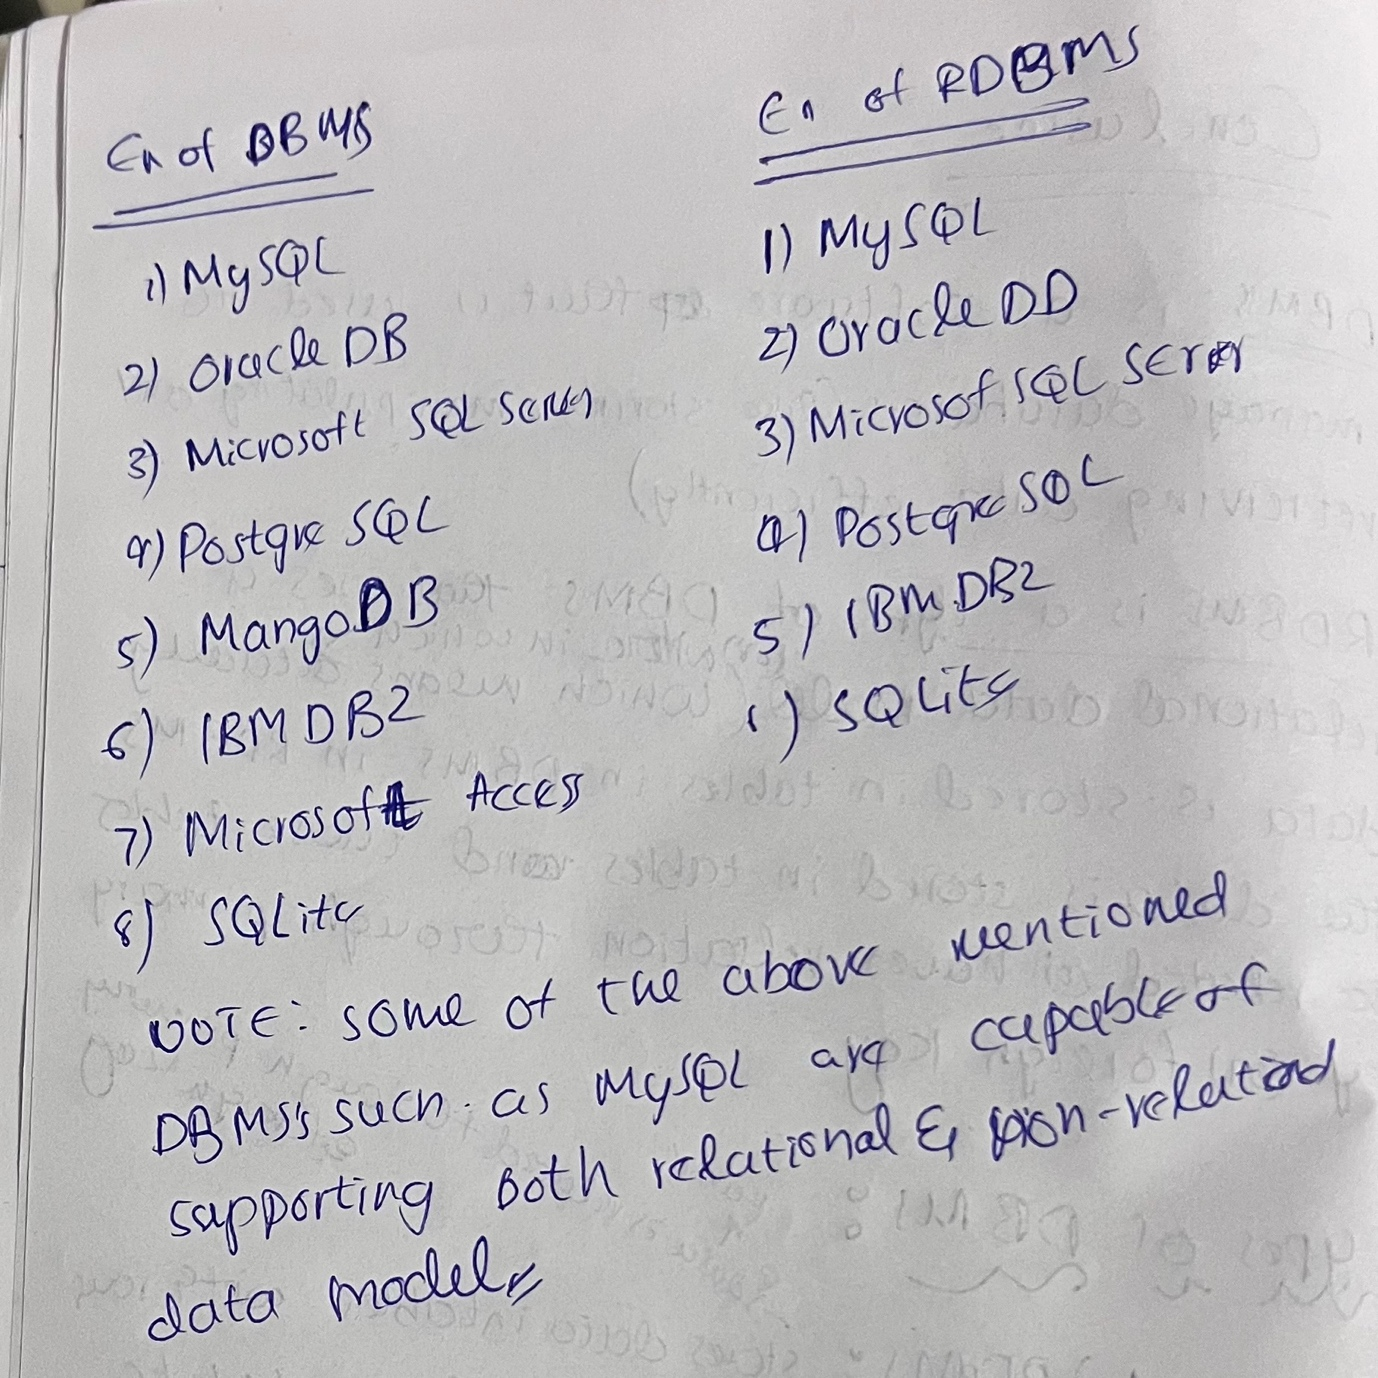 Ex of DBMS
1) MySQL
2) Oracle DB
3) Microsoft SQL Server
4) Postgre SQL
5) MangoDB
6) IBM DB2
7) Microsoft Access
8) SQLite
Ex of RDBMS
1) MySQL
2) Oracle DD
3) Microsof SQL Server
4) Postgre SQL
5) IBM DB2
) SQLite
NOTE: some of the above mentioned
DBMS's such as MySQL are capable of
supporting both relational & non-relational
data model